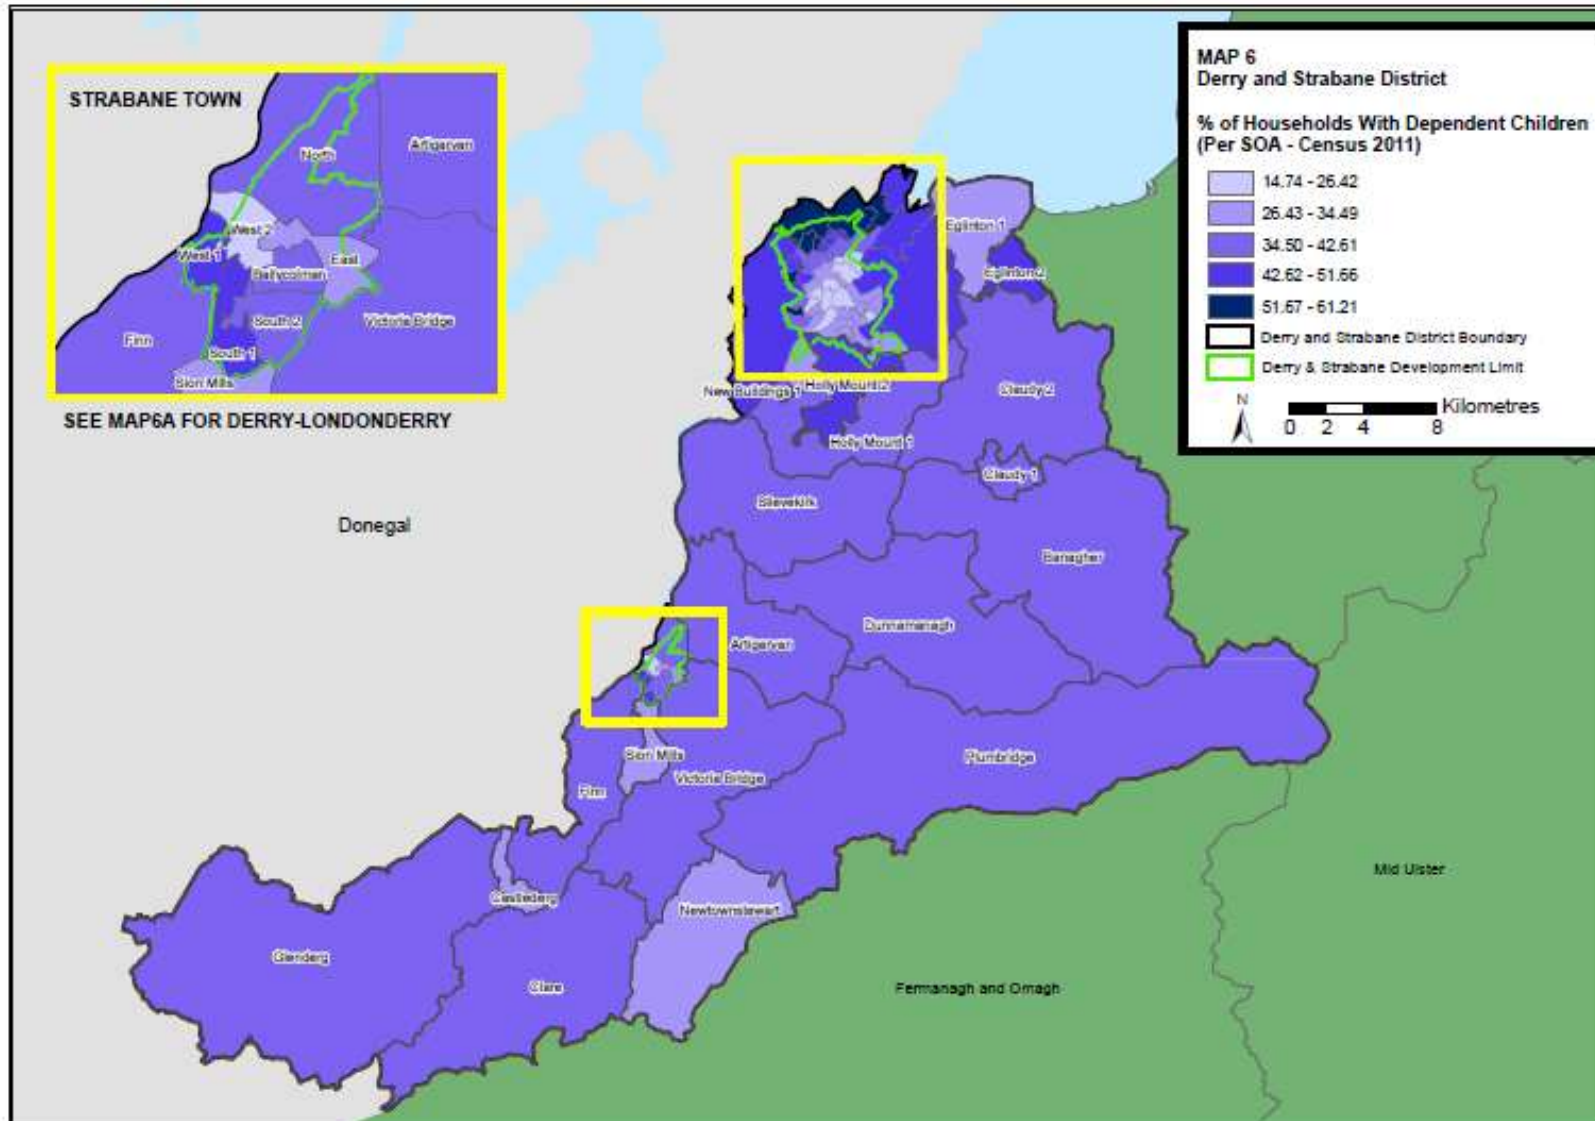 STRABANE TOWN
North
Artigarvan
West 2
West 1
East
Ballycolman
South 2
Victoria Bridge
Finn
South 1
Sion Mills
SEE MAP6A FOR DERRY-LONDONDERRY
MAP 6
Derry and Strabane District
% of Households With Dependent Children
(Per SOA - Census 2011)
14.74 - 26.42
26.43 - 34.49
34.50 - 42.61
42.62 - 51.66
51.67 - 61.21
Derry and Strabane District Boundary
Derry & Strabane Development Limit
N
Kilometres
0 2 4 8
Eglinton 1
Eglinton 2
New Buildings 1
Holly Mount 2
Claudy 2
Holly Mount 1
Claudy 1
Slievekirk
Donegal
Banagher
Dunnamanagh
Artigarvan
Sion Mills
Plumbridge
Victoria Bridge
Finn
Mid Ulster
Castlederg
Newtownstewart
Glenderg
Clare
Fermanagh and Omagh